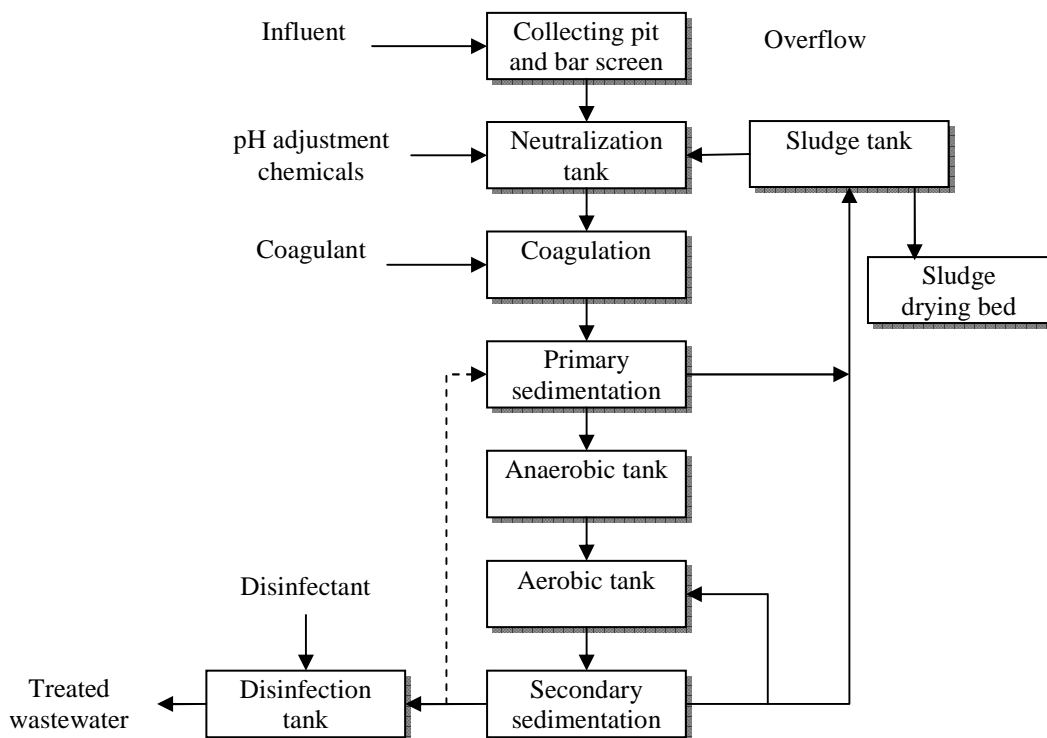 Influent
Collecting pit
and bar screen
Overflow
pH adjustment
chemicals
Neutralization
tank
Sludge tank
Coagulant
Coagulation
Sludge
drying bed
Primary
sedimentation
Anaerobic tank
Aerobic tank
Disinfectant
Treated
wastewater
Disinfection
tank
Secondary
sedimentation